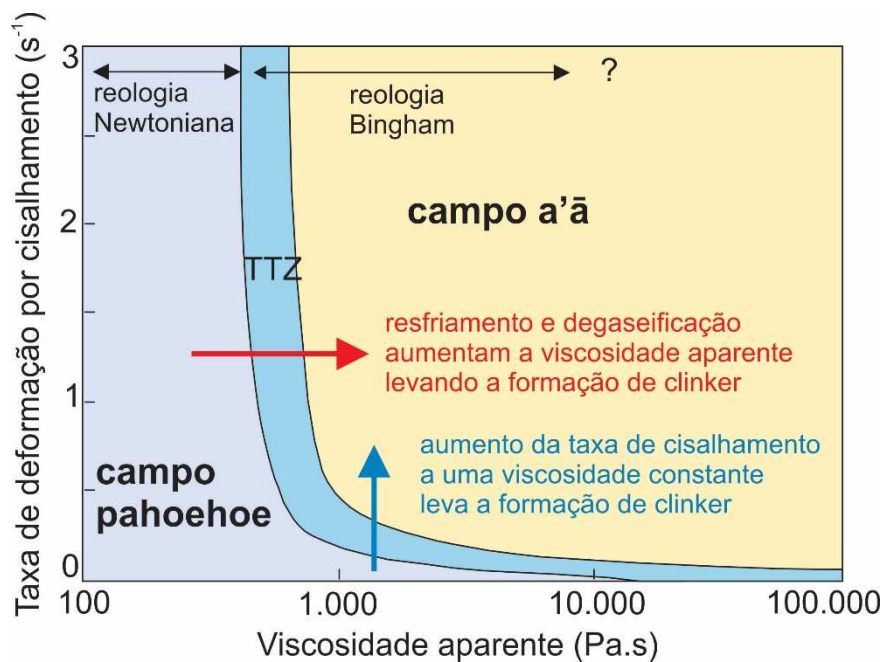 Taxa de deformação por cisalhamento (s⁻¹)
3
2
1
0
reologia
Newtoniana
reologia
Bingham
?
campo a'ā
TTZ
resfriamento e degaseificação
aumentam a viscosidade aparente
levando a formação de clinker
aumento da taxa de cisalhamento
a uma viscosidade constante
leva a formação de clinker
campo
pahoehoe
100
1.000
10.000
100.000
Viscosidade aparente (Pa.s)